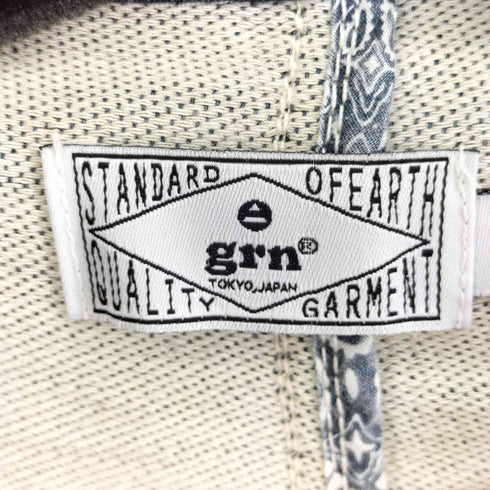 STANDARD OFEARTH
grn®
TOKYO,JAPAN
QUALITY GARMENT